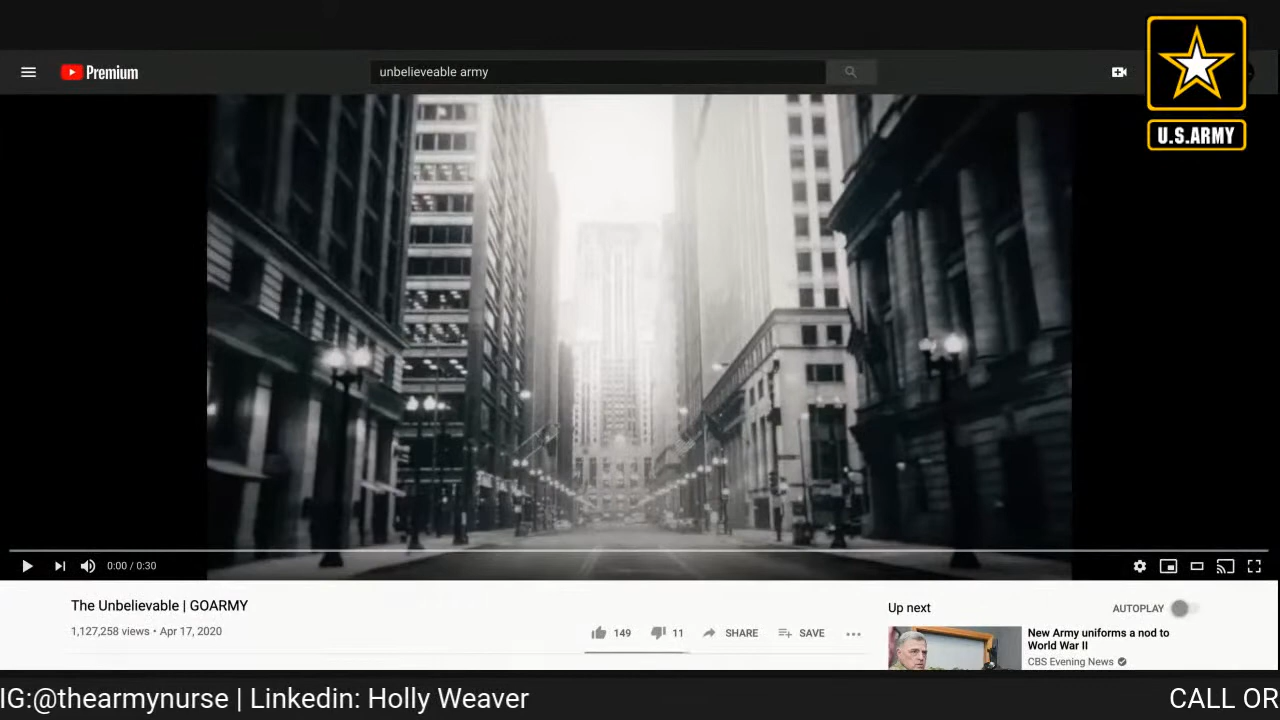 Premium
unbelieveable army
U.S.ARMY
0:00 / 0:30
The Unbelievable | GOARMY
1,127,258 views • Apr 17, 2020
149
11
SHARE
SAVE
Up next
AUTOPLAY
New Army uniforms a nod to
World War II
CBS Evening News
IG:@thearmynurse | Linkedin: Holly Weaver
CALL OR